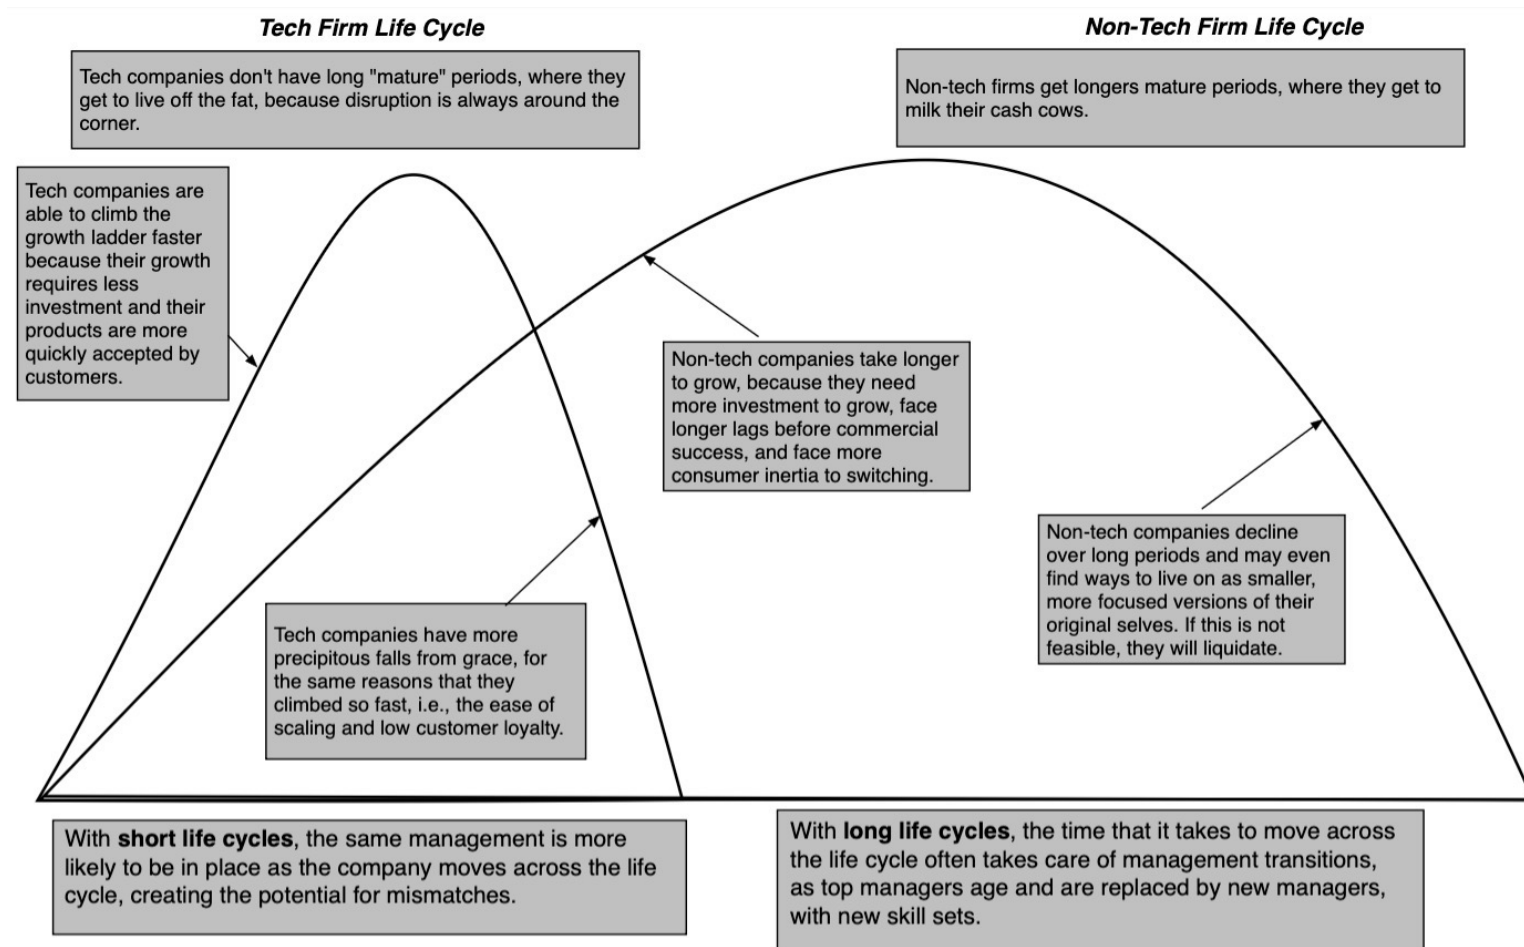 Tech Firm Life Cycle
Tech companies don't have long "mature" periods, where they
get to live off the fat, because disruption is always around the
corner.
Tech companies are
able to climb the
growth ladder faster
because their growth
requires less
investment and their
products are more
quickly accepted by
customers.
Tech companies have more
precipitous falls from grace, for
the same reasons that they
climbed so fast, i.e., the ease of
scaling and low customer loyalty.
With short life cycles, the same management is more
likely to be in place as the company moves across the life
cycle, creating the potential for mismatches.
Non-Tech Firm Life Cycle
Non-tech firms get longers mature periods, where they get to
milk their cash cows.
Non-tech companies take longer
to grow, because they need
more investment to grow, face
longer lags before commercial
success, and face more
consumer inertia to switching.
Non-tech companies decline
over long periods and may even
find ways to live on as smaller,
more focused versions of their
original selves. If this is not
feasible, they will liquidate.
With long life cycles, the time that it takes to move across
the life cycle often takes care of management transitions,
as top managers age and are replaced by new managers,
with new skill sets.